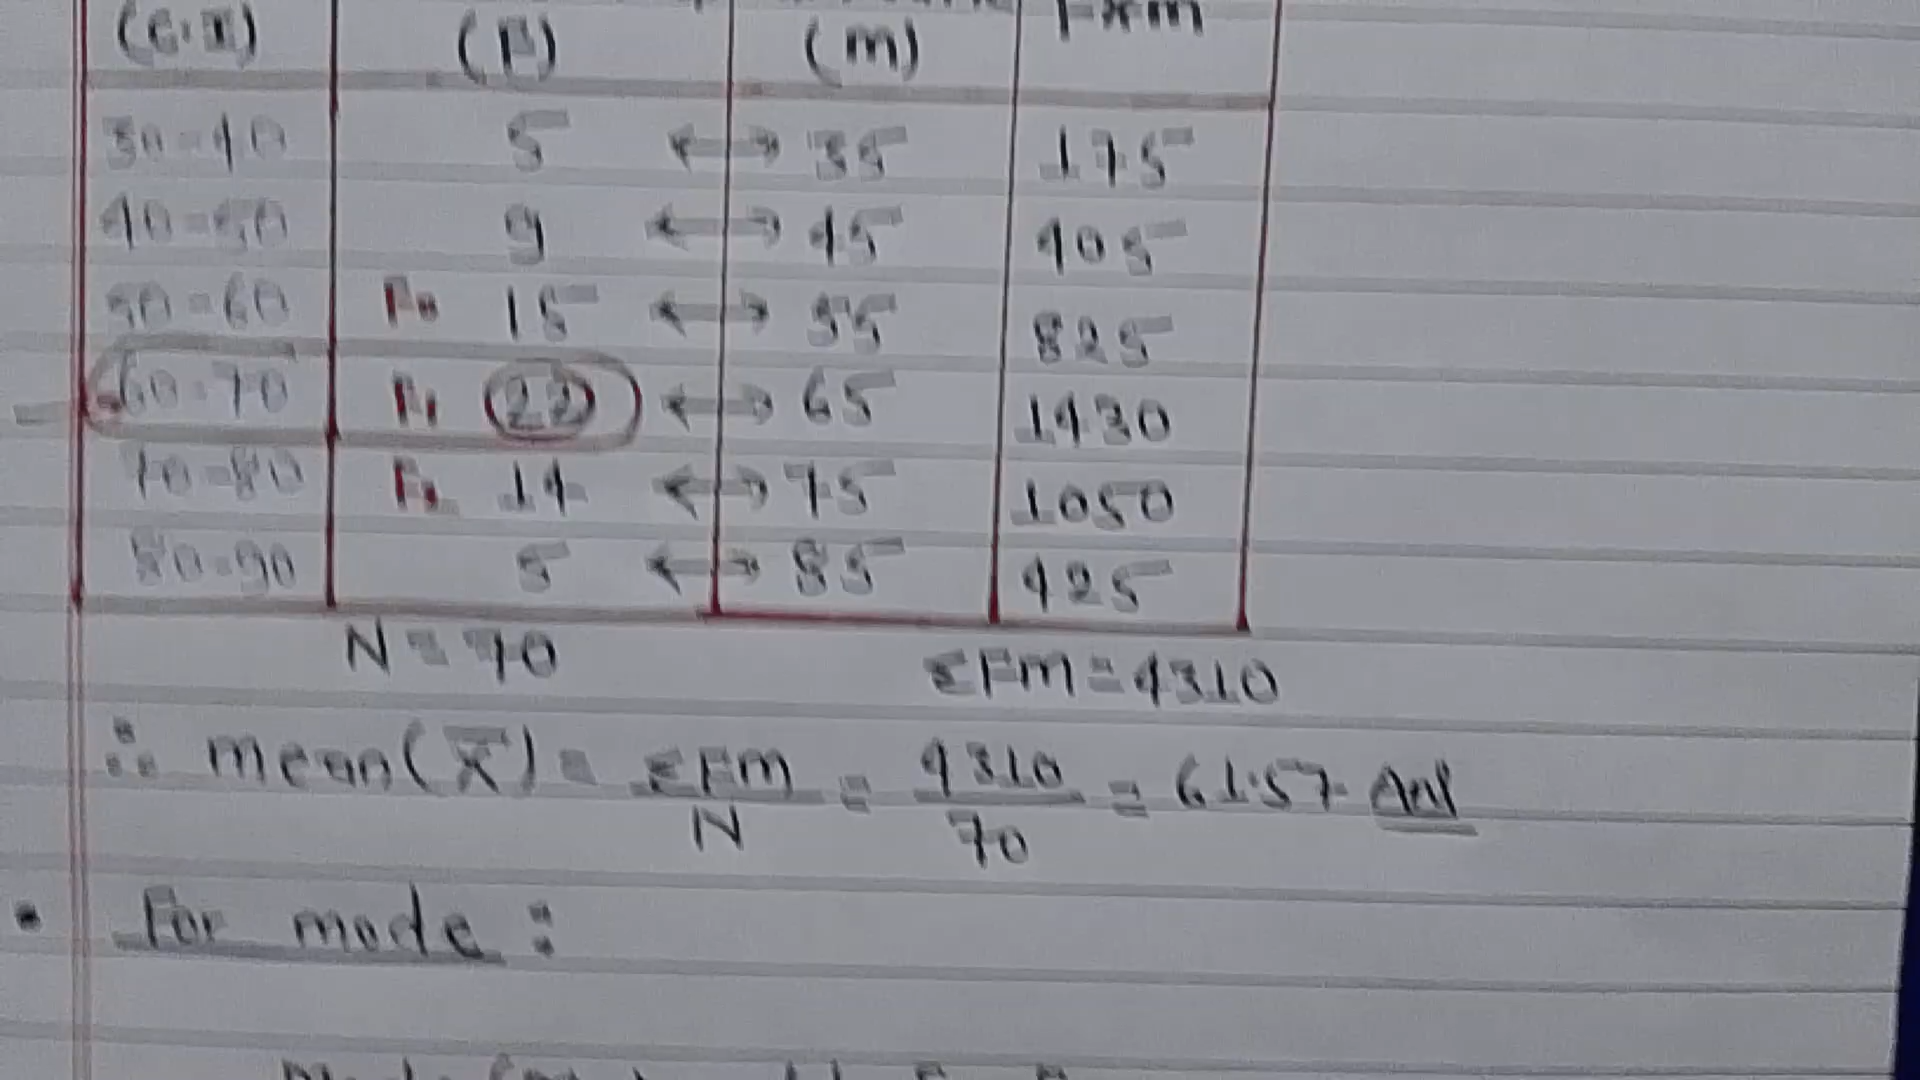 (C.I) (F) (m) F×m
30-40 5 ↔ 35 175
40-50 9 ↔ 45 405
50-60 F₀ 15 ↔ 55 825
60-70 F₁ 22 ↔ 65 1430
70-80 F₂ 14 ↔ 75 1050
80-90 5 ↔ 85 425
N = 70 ΣFm = 4310
∴ mean (x̄) = ΣFm/N = 4310/70 = 61.57 Ans
• For mode :